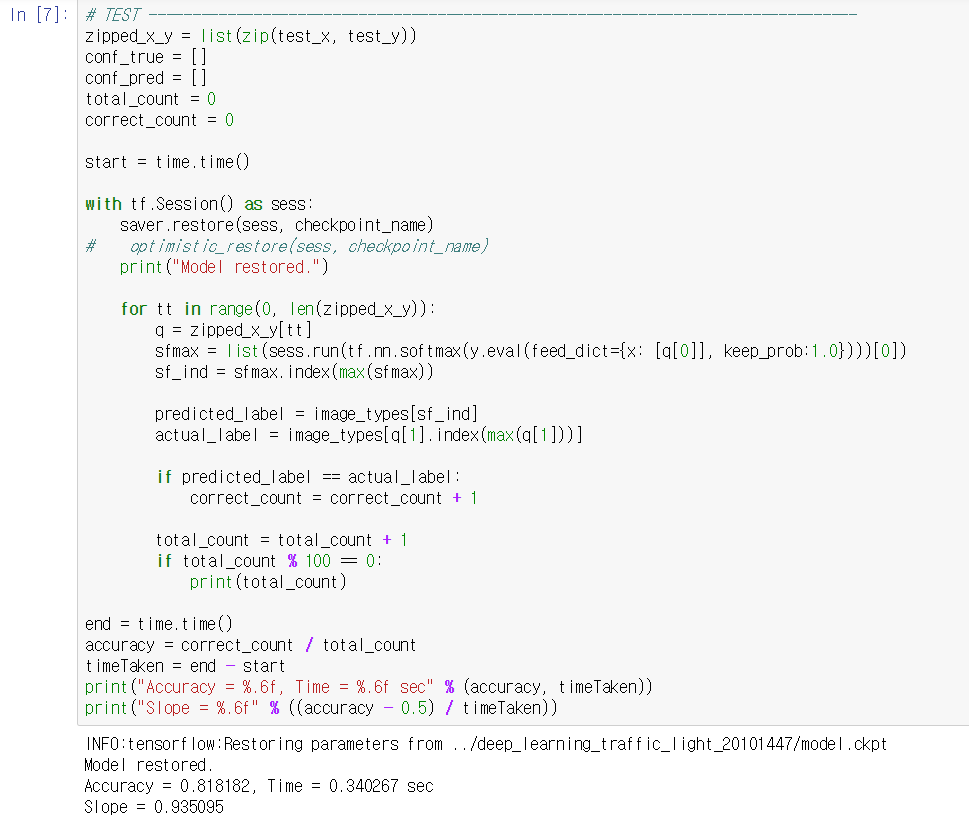 In [7]:
# TEST ---------------------------------------------------------------------------------
zipped_x_y = list(zip(test_x, test_y))
conf_true = []
conf_pred = []
total_count = 0
correct_count = 0
start = time.time()
with tf.Session() as sess:
    saver.restore(sess, checkpoint_name)
#    optimistic_restore(sess, checkpoint_name)
    print("Model restored.")
    for tt in range(0, len(zipped_x_y)):
        q = zipped_x_y[tt]
        sfmax = list(sess.run(tf.nn.softmax(y.eval(feed_dict={x: [q[0]], keep_prob:1.0})))[0])
        sf_ind = sfmax.index(max(sfmax))
        predicted_label = image_types[sf_ind]
        actual_label = image_types[q[1].index(max(q[1]))]
        if predicted_label == actual_label:
            correct_count = correct_count + 1
        total_count = total_count + 1
        if total_count % 100 == 0:
            print(total_count)
end = time.time()
accuracy = correct_count / total_count
timeTaken = end - start
print("Accuracy = %.6f, Time = %.6f sec" % (accuracy, timeTaken))
print("Slope = %.6f" % ((accuracy - 0.5) / timeTaken))
INFO:tensorflow:Restoring parameters from ../deep_learning_traffic_light_20101447/model.ckpt
Model restored.
Accuracy = 0.818182, Time = 0.340267 sec
Slope = 0.935095